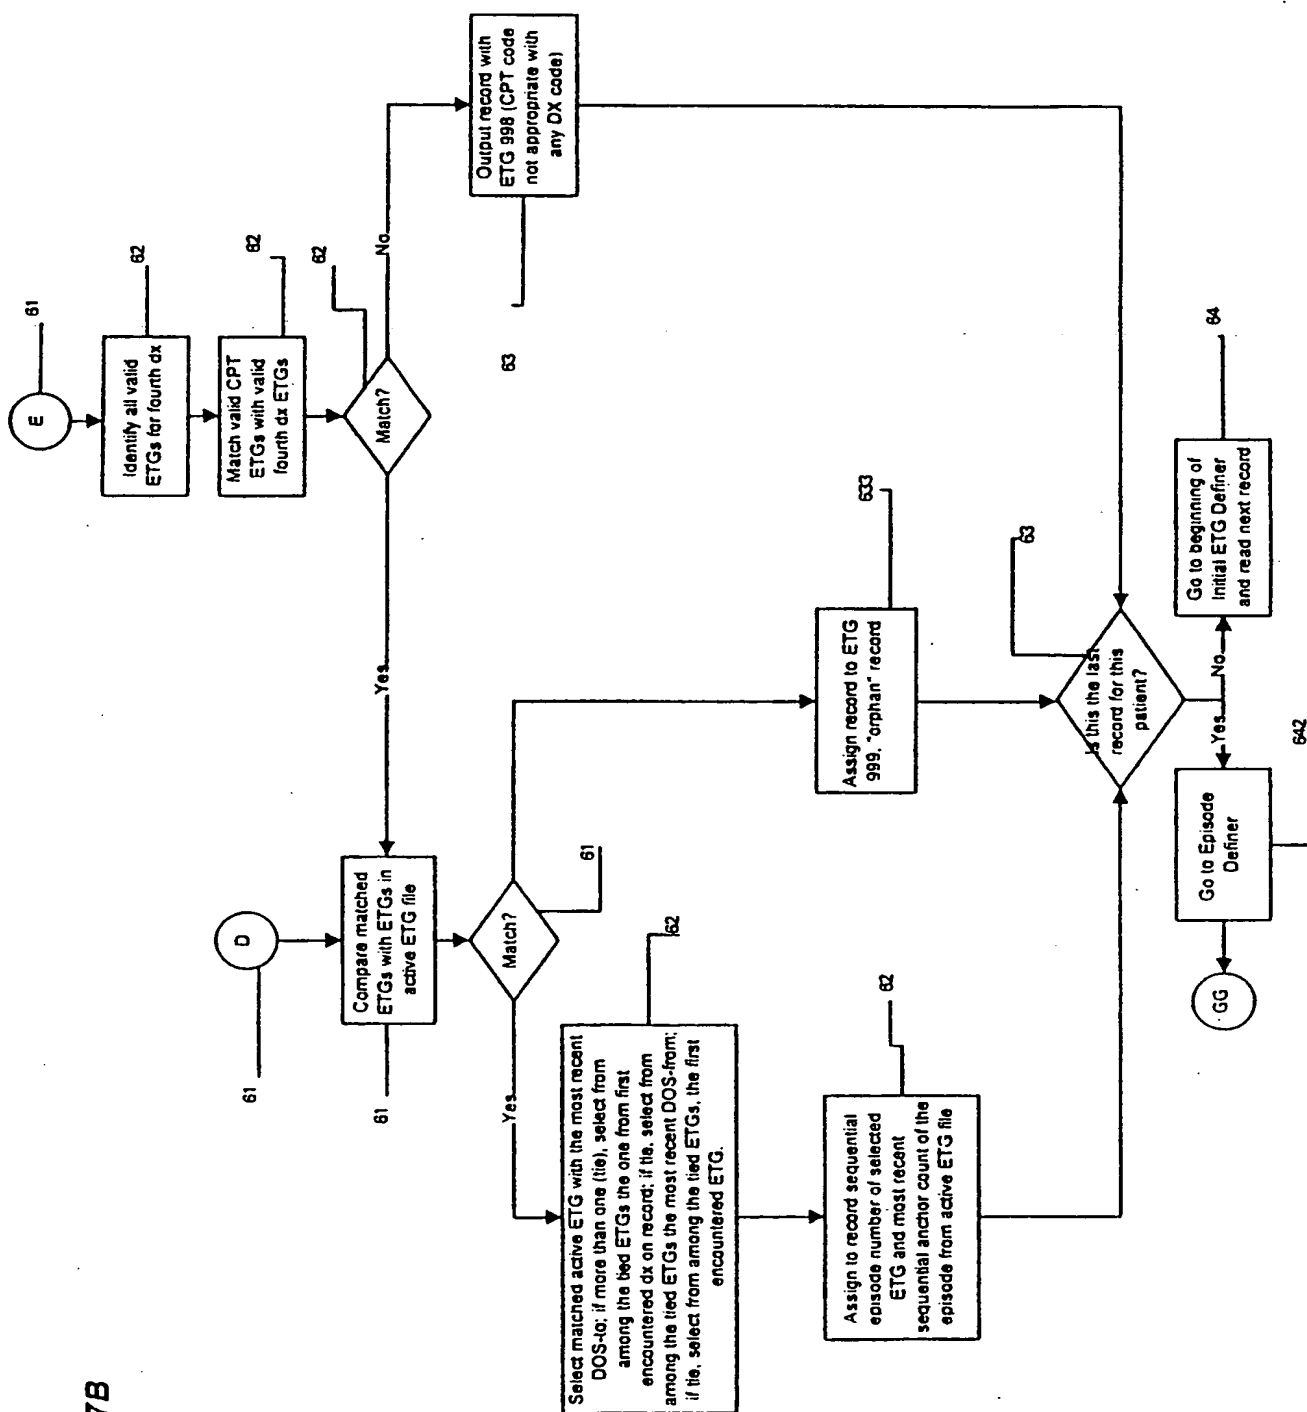 7B
E
61
Identify all valid
ETGs for fourth dx
62
Match valid CPT
ETGs with valid
fourth dx ETGs
62
Match?
62
No
Output record with
ETG 998 (CPT code
not appropriate with
any DX code)
63
Yes
D
61
Compare matched
ETGs with ETGs in
active ETG file
61
Match?
61
Yes
Select matched active ETG with the most recent
DOS-to; if more than one (tie), select from
among the tied ETGs the one from first
encountered dx on record; if tie, select from
among the tied ETGs the most recent DOS-from;
if tie, select from among the tied ETGs, the first
encountered ETG.
62
Assign to record sequential
episode number of selected
ETG and most recent
sequential anchor count of the
episode from active ETG file
62
Assign record to ETG
999, "orphan" record
633
Is this the last
record for this
patient?
63
Yes
No
Go to beginning of
Initial ETG Definer
and read next record
64
Go to Episode
Definer
642
GG